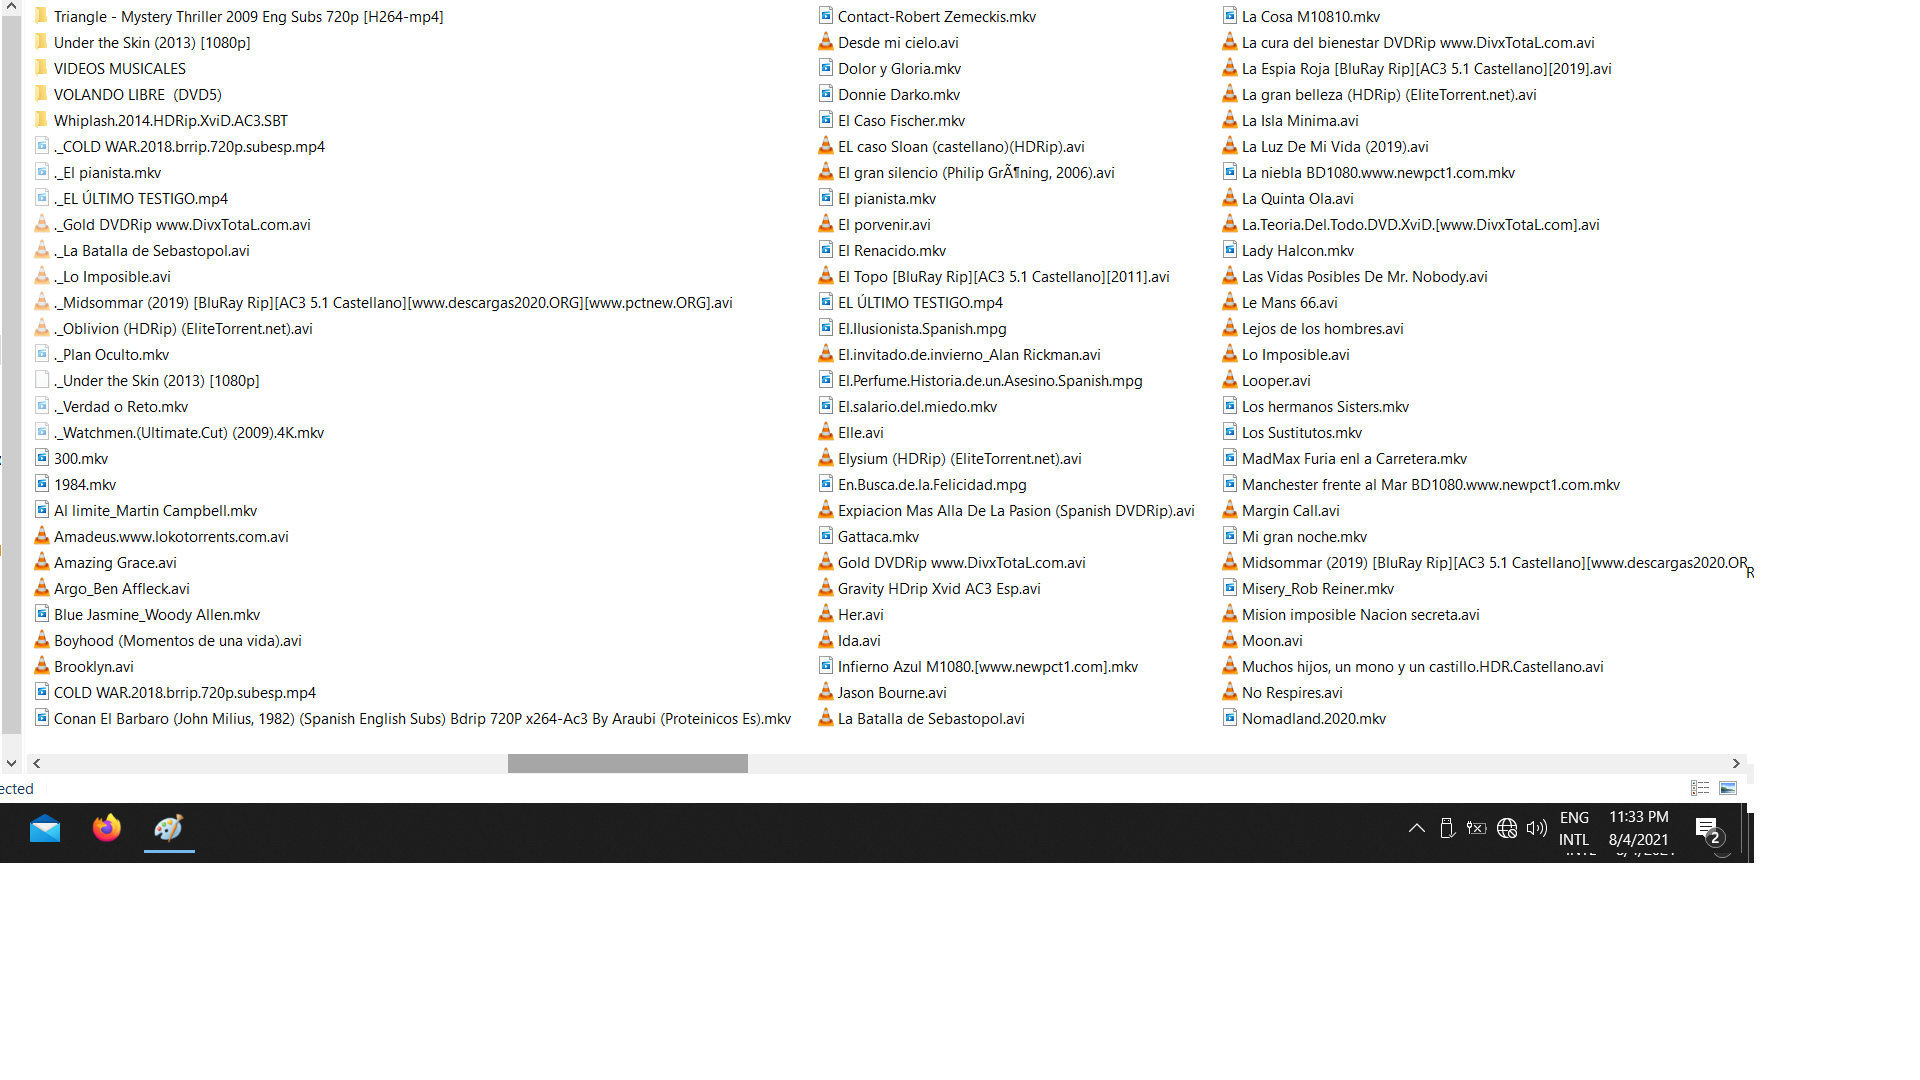 Triangle - Mystery Thriller 2009 Eng Subs 720p [H264-mp4]
Under the Skin (2013) [1080p]
VIDEOS MUSICALES
VOLANDO LIBRE  (DVD5)
Whiplash.2014.HDRip.XviD.AC3.SBT
._COLD WAR.2018.brrip.720p.subesp.mp4
._El pianista.mkv
._EL ÚLTIMO TESTIGO.mp4
._Gold DVDRip www.DivxTotaL.com.avi
._La Batalla de Sebastopol.avi
._Lo Imposible.avi
._Midsommar (2019) [BluRay Rip][AC3 5.1 Castellano][www.descargas2020.ORG][www.pctnew.ORG].avi
._Oblivion (HDRip) (EliteTorrent.net).avi
._Plan Oculto.mkv
._Under the Skin (2013) [1080p]
._Verdad o Reto.mkv
._Watchmen.(Ultimate.Cut) (2009).4K.mkv
300.mkv
1984.mkv
Al limite_Martin Campbell.mkv
Amadeus.www.lokotorrents.com.avi
Amazing Grace.avi
Argo_Ben Affleck.avi
Blue Jasmine_Woody Allen.mkv
Boyhood (Momentos de una vida).avi
Brooklyn.avi
COLD WAR.2018.brrip.720p.subesp.mp4
Conan El Barbaro (John Milius, 1982) (Spanish English Subs) Bdrip 720P x264-Ac3 By Araubi (Proteinicos Es).mkv
Contact-Robert Zemeckis.mkv
Desde mi cielo.avi
Dolor y Gloria.mkv
Donnie Darko.mkv
El Caso Fischer.mkv
EL caso Sloan (castellano)(HDRip).avi
El gran silencio (Philip GrÃ¶ning, 2006).avi
El pianista.mkv
El porvenir.avi
El Renacido.mkv
El Topo [BluRay Rip][AC3 5.1 Castellano][2011].avi
EL ÚLTIMO TESTIGO.mp4
El.Ilusionista.Spanish.mpg
El.invitado.de.invierno_Alan Rickman.avi
El.Perfume.Historia.de.un.Asesino.Spanish.mpg
El.salario.del.miedo.mkv
Elle.avi
Elysium (HDRip) (EliteTorrent.net).avi
En.Busca.de.la.Felicidad.mpg
Expiacion Mas Alla De La Pasion (Spanish DVDRip).avi
Gattaca.mkv
Gold DVDRip www.DivxTotaL.com.avi
Gravity HDrip Xvid AC3 Esp.avi
Her.avi
Ida.avi
Infierno Azul M1080.[www.newpct1.com].mkv
Jason Bourne.avi
La Batalla de Sebastopol.avi
La Cosa M10810.mkv
La cura del bienestar DVDRip www.DivxTotaL.com.avi
La Espia Roja [BluRay Rip][AC3 5.1 Castellano][2019].avi
La gran belleza (HDRip) (EliteTorrent.net).avi
La Isla Minima.avi
La Luz De Mi Vida (2019).avi
La niebla BD1080.www.newpct1.com.mkv
La Quinta Ola.avi
La.Teoria.Del.Todo.DVD.XviD.[www.DivxTotaL.com].avi
Lady Halcon.mkv
Las Vidas Posibles De Mr. Nobody.avi
Le Mans 66.avi
Lejos de los hombres.avi
Lo Imposible.avi
Looper.avi
Los hermanos Sisters.mkv
Los Sustitutos.mkv
MadMax Furia enl a Carretera.mkv
Manchester frente al Mar BD1080.www.newpct1.com.mkv
Margin Call.avi
Mi gran noche.mkv
Midsommar (2019) [BluRay Rip][AC3 5.1 Castellano][www.descargas2020.OR
Misery_Rob Reiner.mkv
Mision imposible Nacion secreta.avi
Moon.avi
Muchos hijos, un mono y un castillo.HDR.Castellano.avi
No Respires.avi
Nomadland.2020.mkv
ected
ENG 11:33 PM
INTL 8/4/2021
2